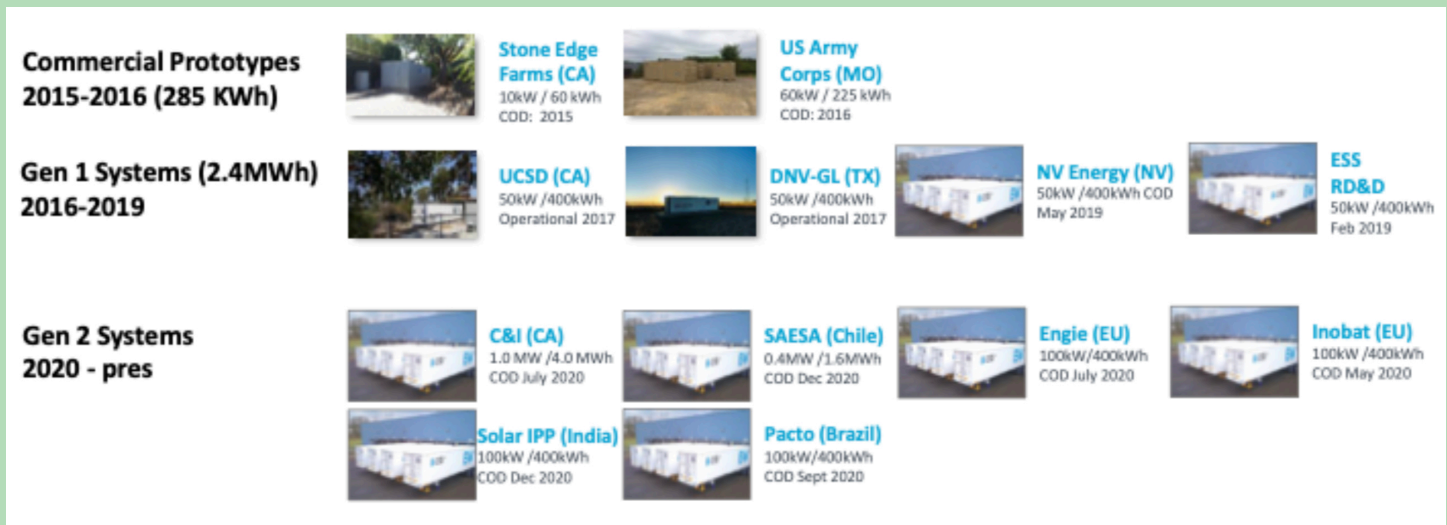 Commercial Prototypes
2015-2016 (285 KWh)
Stone Edge
Farms (CA)
10kW / 60 kWh
COD: 2015
US Army
Corps (MO)
60kW / 225 kWh
COD: 2016
Gen 1 Systems (2.4MWh)
2016-2019
UCSD (CA)
50kW /400kWh
Operational 2017
DNV-GL (TX)
50kW /400kWh
Operational 2017
NV Energy (NV)
50kW /400kWh COD
May 2019
ESS
RD&D
50kW /400kWh
Feb 2019
Gen 2 Systems
2020 - pres
C&I (CA)
1.0 MW /4.0 MWh
COD July 2020
SAESA (Chile)
0.4MW /1.6MWh
COD Dec 2020
Engie (EU)
100kW/400kWh
COD July 2020
Inobat (EU)
100kW /400kWh
COD May 2020
Solar IPP (India)
100kW /400kWh
COD Dec 2020
Pacto (Brazil)
100kW/400kWh
COD Sept 2020